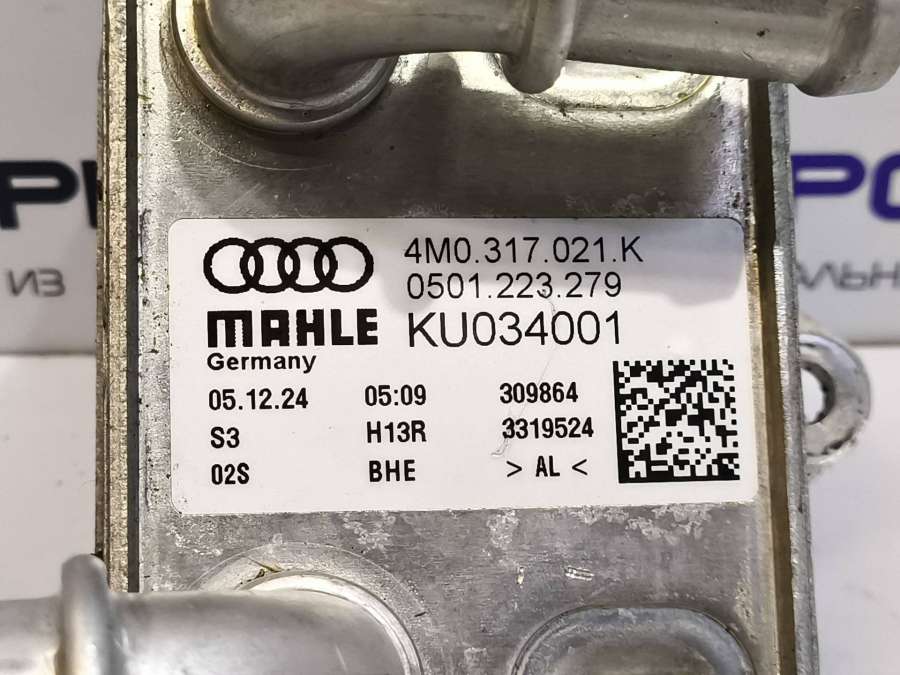 4M0.317.021.K
0501.223.279
MAHLE KU034001
Germany
05.12.24 05:09 309864
S3 H13R 3319524
02S BHE > AL <
ИЗ